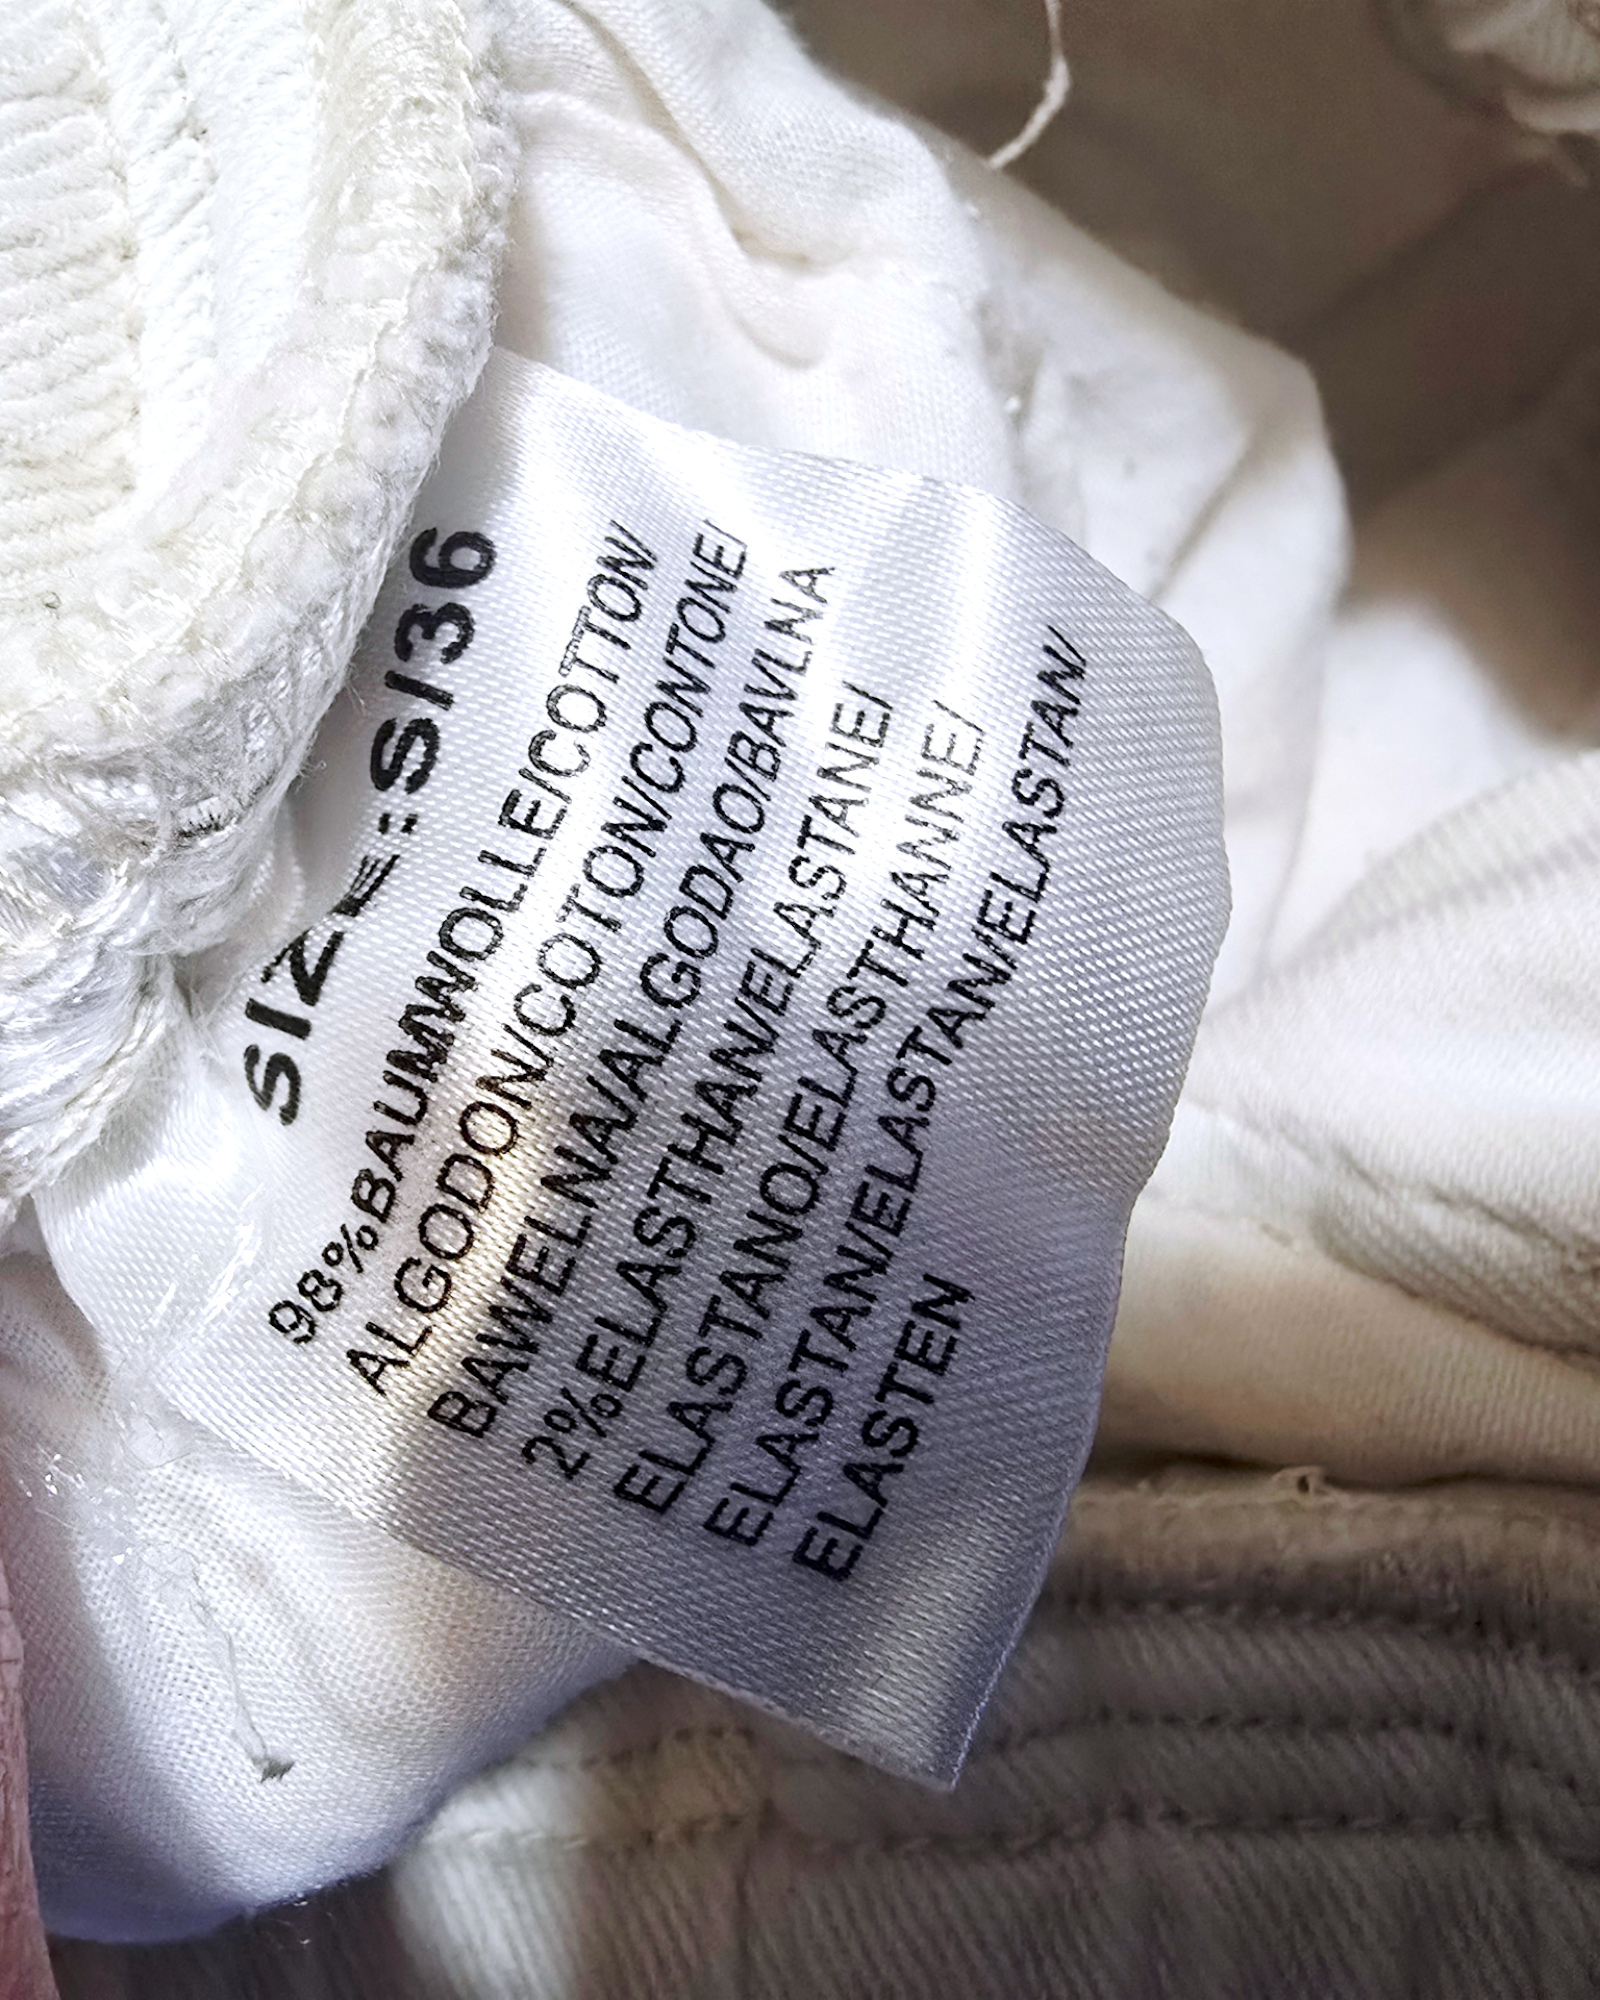 SIZE:S/36
98%BAUMWOLLE/COTTON/
ALGODON/COTON/CONTONE/
BAWELNA/ALGODAO/BAVLNA
2%ELASTHAN/ELASTANE/
ELASTANO/ELASTHANNE/
ELASTAN/ELASTAN/ELASTAN/
ELASTEN